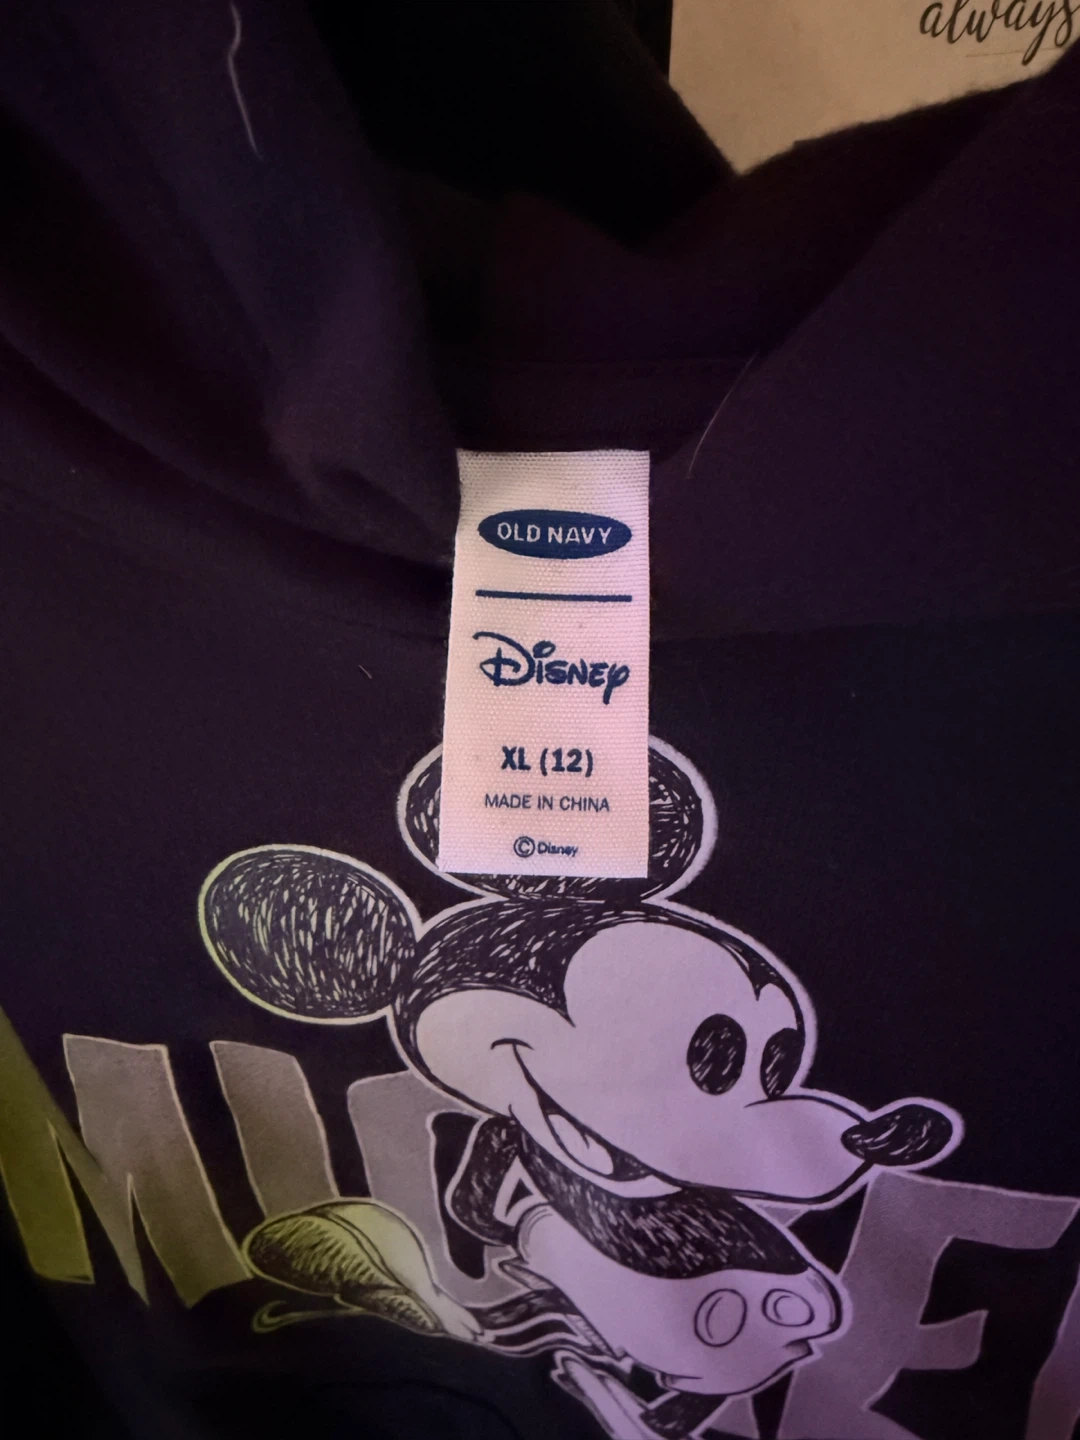 always
OLD NAVY
Disney
XL (12)
MADE IN CHINA
© Disney